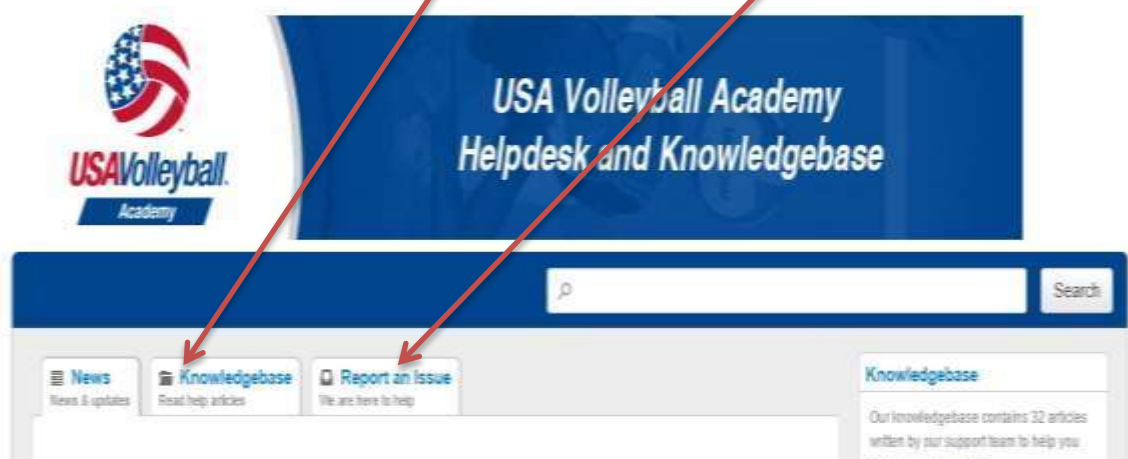 USA Volleyball Academy
Helpdesk and Knowledgebase
USAVolleyball.
Academy
Search
News
News & updates
Knowledgebase
Read help articles
Report an Issue
We are here to help
Knowledgebase
Our knowledgebase contains 32 articles
written by our support team to help you